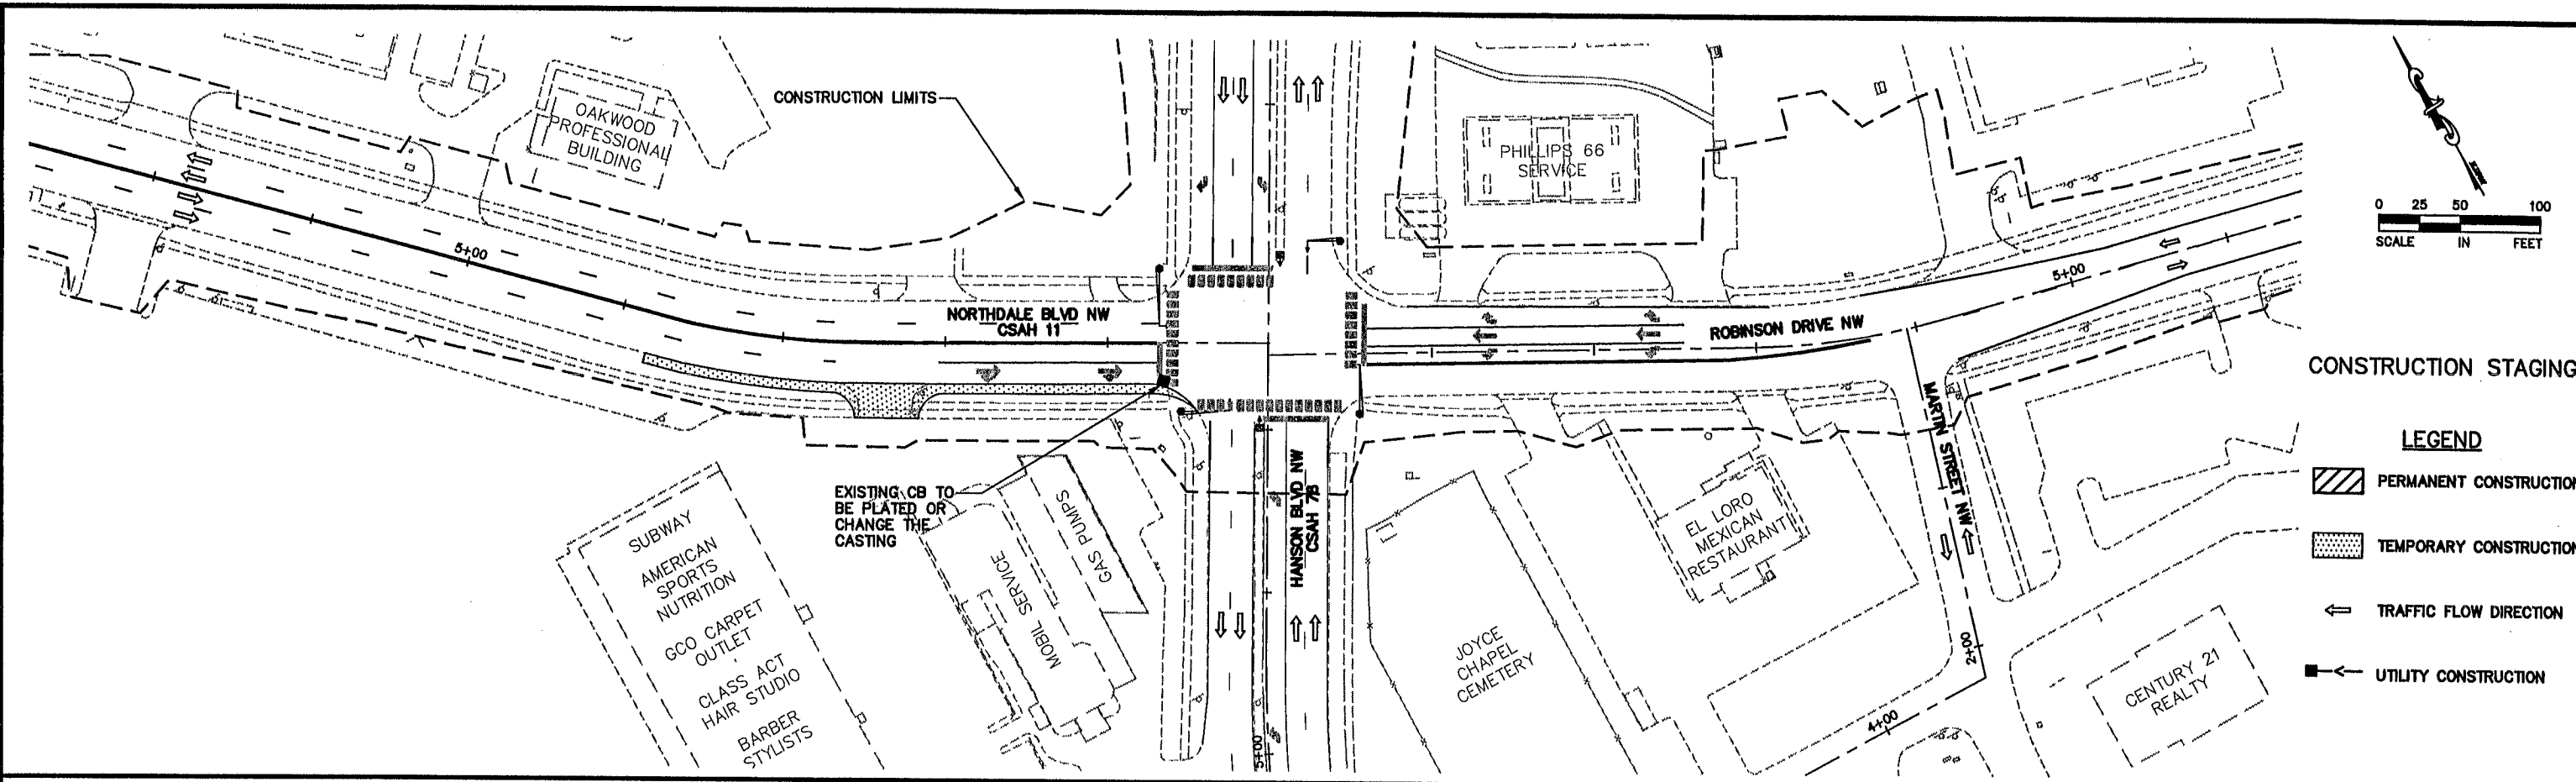 CONSTRUCTION LIMITS
OAKWOOD
PROFESSIONAL
BUILDING
PHILLIPS 66
SERVICE
0 25 50 100
SCALE IN FEET
5+00
NORTHDALE BLVD NW
CSAH 11
ROBINSON DRIVE NW
5+00
CONSTRUCTION STAGING
LEGEND
PERMANENT CONSTRUCTION
TEMPORARY CONSTRUCTION
TRAFFIC FLOW DIRECTION
UTILITY CONSTRUCTION
MARTIN STREET NW
HANSON BLVD NW
CSAH 78
EXISTING CB TO
BE PLATED OR
CHANGE THE
CASTING
SUBWAY
AMERICAN
SPORTS
NUTRITION
GCO CARPET
OUTLET
CLASS ACT
HAIR STUDIO
BARBER
STYLISTS
MOBIL SERVICE
GAS PUMPS
EL LORO
MEXICAN
RESTAURANT
JOYCE
CHAPEL
CEMETERY
CENTURY 21
REALTY
2+00
4+00
5+00